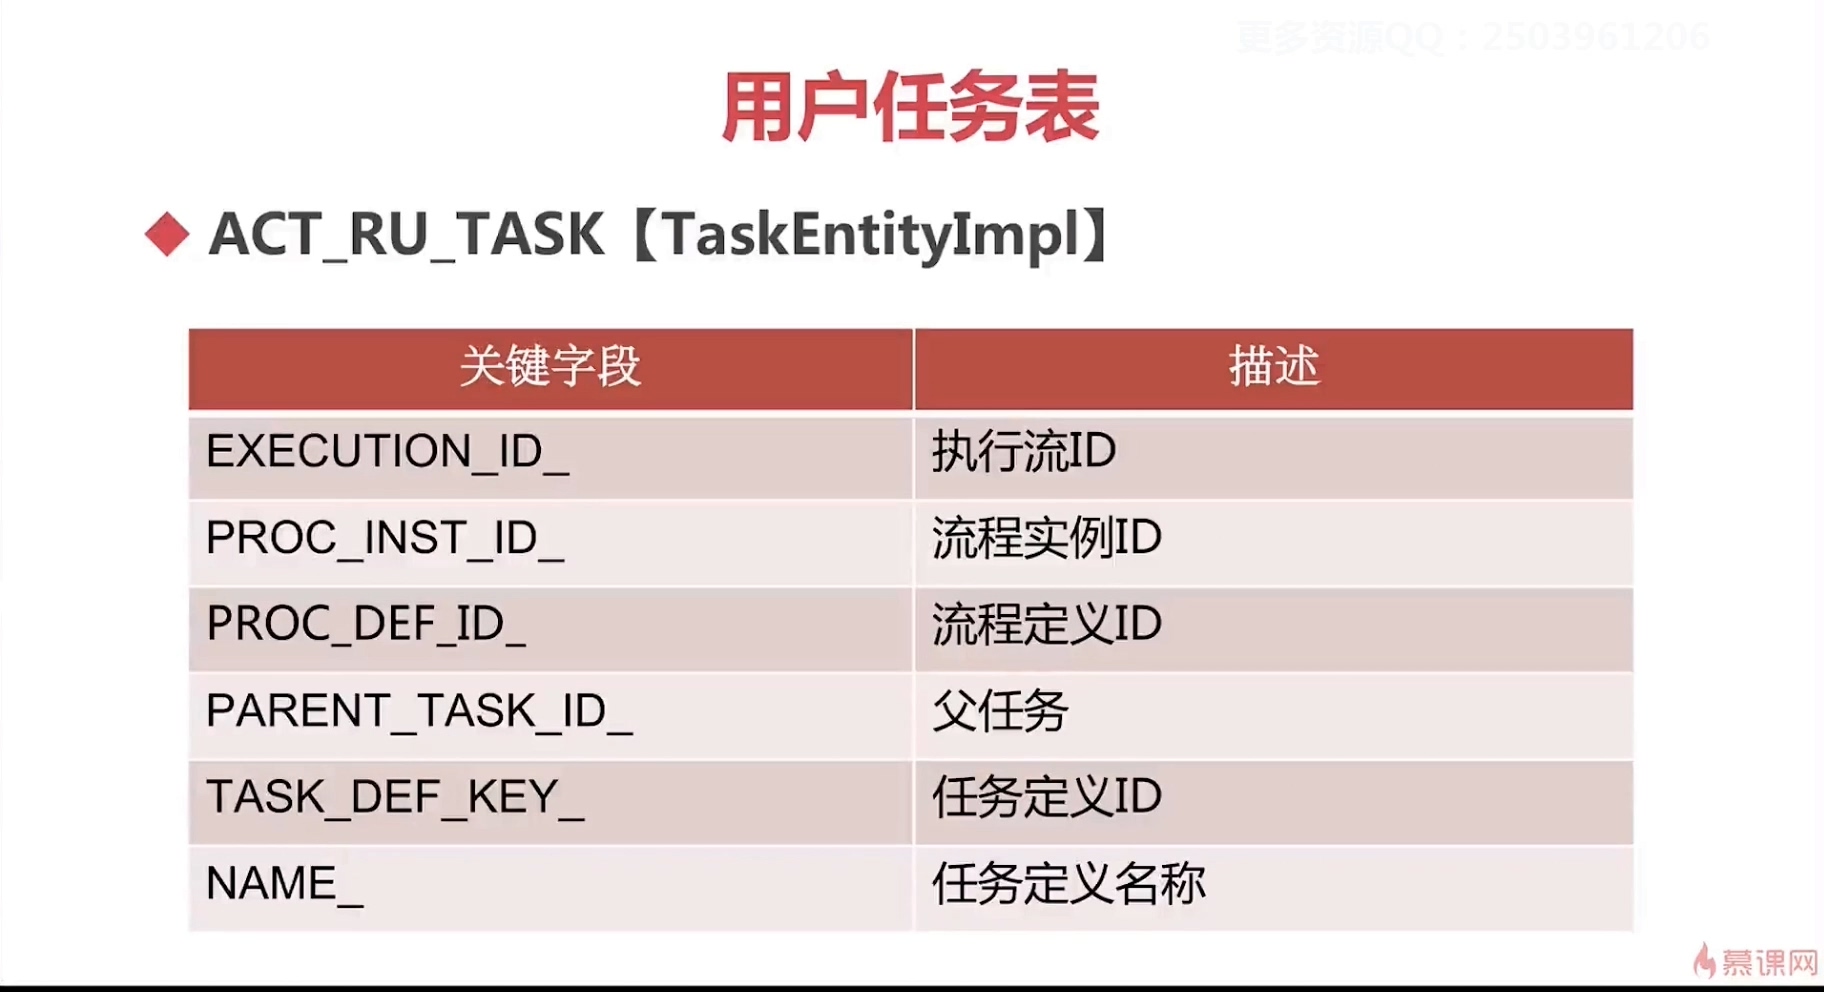 更多资源QQ：2503961206
用户任务表
ACT_RU_TASK【TaskEntityImpl】
关键字段 描述
EXECUTION_ID_ 执行流ID
PROC_INST_ID_ 流程实例ID
PROC_DEF_ID_ 流程定义ID
PARENT_TASK_ID_ 父任务
TASK_DEF_KEY_ 任务定义ID
NAME_ 任务定义名称
慕课网